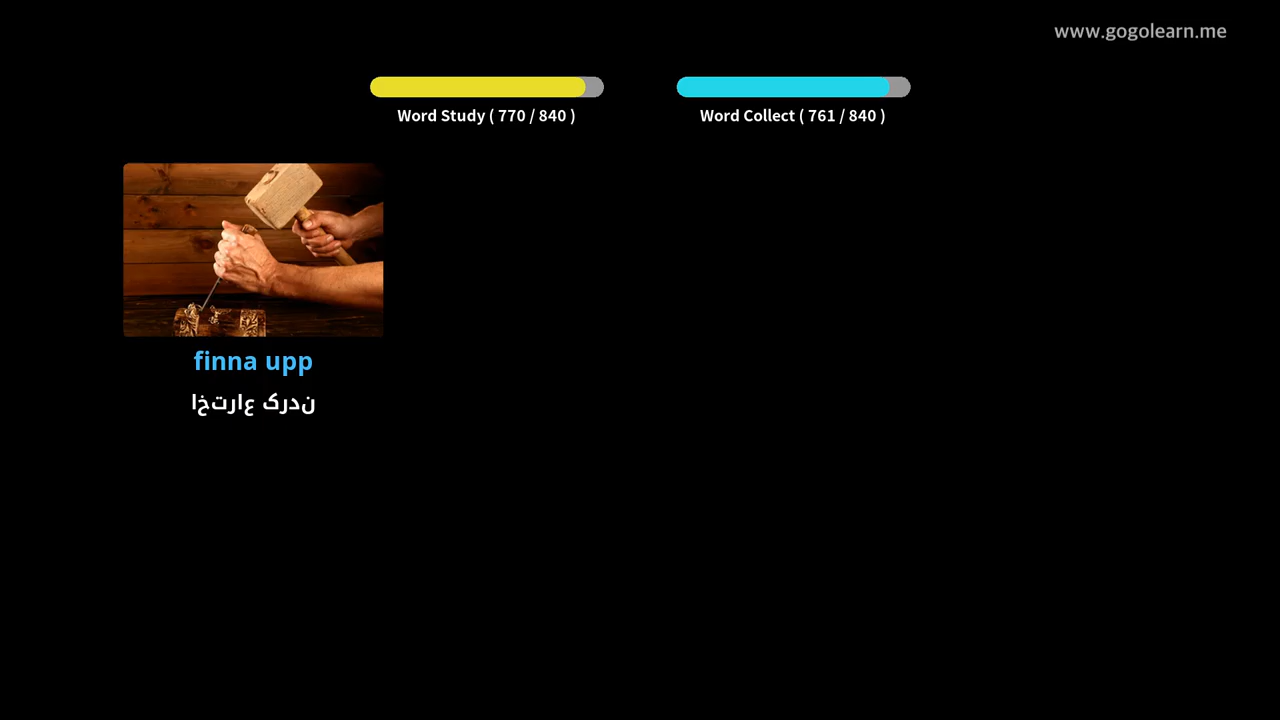 www.gogolearn.me
Word Study ( 770 / 840 )
Word Collect ( 761 / 840 )
finna upp
اختراع کردن